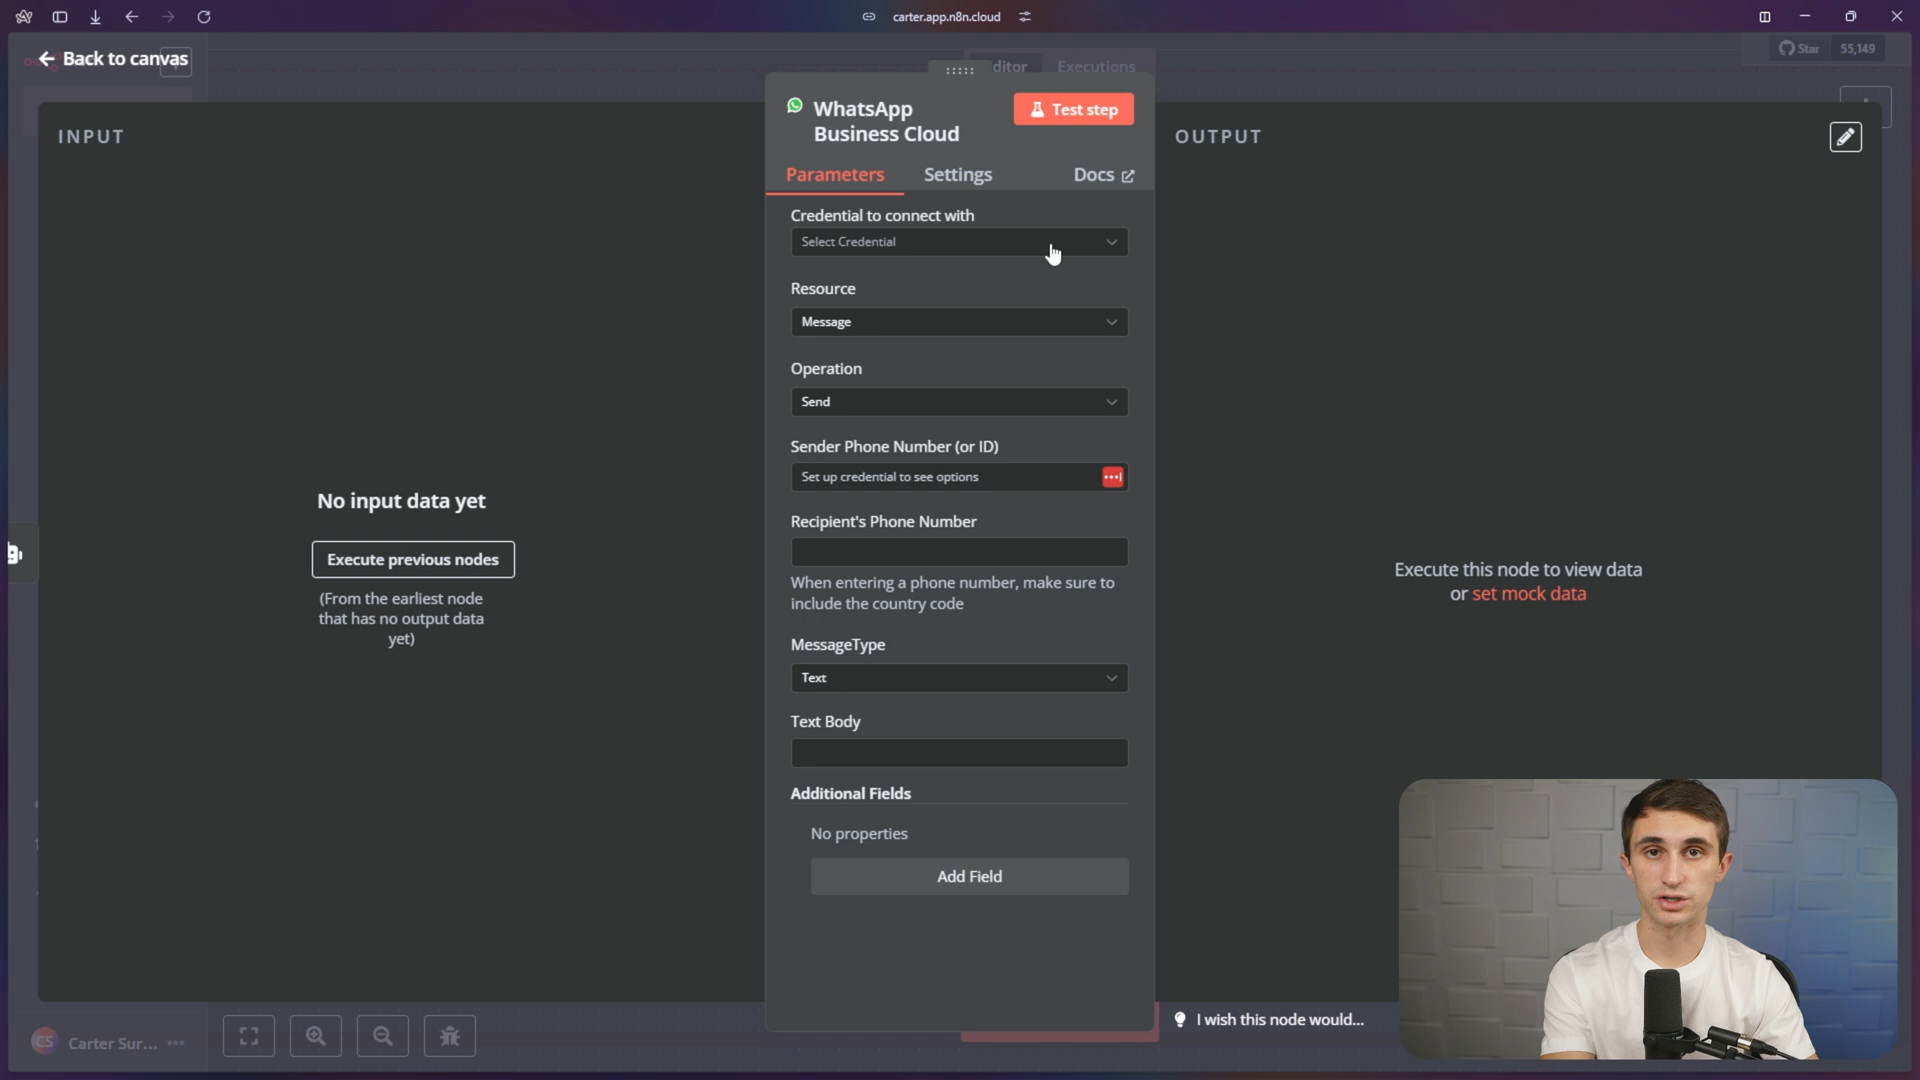 carter.app.n8n.cloud
Back to canvas
Star 55,149
Editor Executions
INPUT
WhatsApp
Business Cloud
Test step
OUTPUT
Parameters Settings Docs
Credential to connect with
Select Credential
Resource
Message
Operation
Send
Sender Phone Number (or ID)
Set up credential to see options
Recipient's Phone Number
When entering a phone number, make sure to
include the country code
MessageType
Text
Text Body
Additional Fields
No properties
Add Field
No input data yet
Execute previous nodes
(From the earliest node
that has no output data
yet)
Execute this node to view data
or set mock data
I wish this node would...
CS Carter Sur...